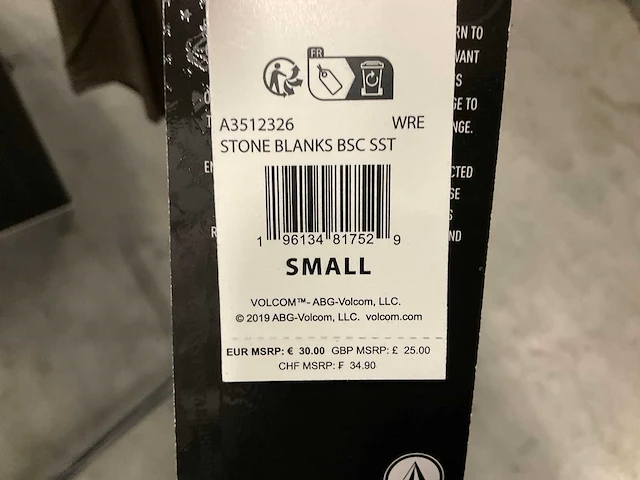 FR
A3512326 WRE
STONE BLANKS BSC SST
1 96134 81752 9
SMALL
VOLCOM™- ABG-Volcom, LLC.
© 2019 ABG-Volcom, LLC. volcom.com
EUR MSRP: € 30.00 GBP MSRP: £ 25.00
CHF MSRP: ₣ 34.90